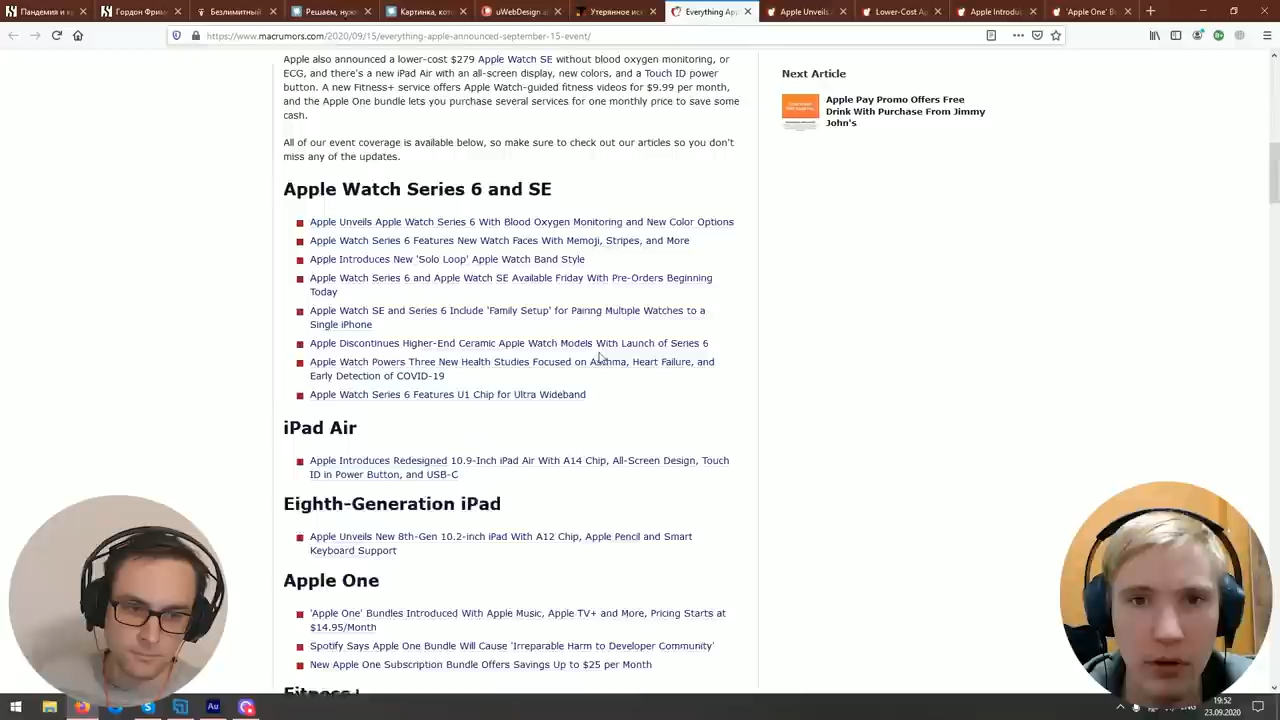 Пандемия и к
Гордон Прим
Безлимитный
Решаем, нуж
Картинка, ко
uWebDesign
Утерянное ис
Everything App
Apple Unveils
Lower-Cost Ap
Apple Introduc
'Apple One' Bu
https://www.macrumors.com/2020/09/15/everything-apple-announced-september-15-event/
Apple also announced a lower-cost $279 Apple Watch SE without blood oxygen monitoring, or
ECG, and there's a new iPad Air with an all-screen display, new colors, and a Touch ID power
button. A new Fitness+ service offers Apple Watch-guided fitness videos for $9.99 per month,
and the Apple One bundle lets you purchase several services for one monthly price to save some
cash.
All of our event coverage is available below, so make sure to check out our articles so you don't
miss any of the updates.
Next Article
Apple Pay Promo Offers Free
Drink With Purchase From Jimmy
John's
Apple Watch Series 6 and SE
Apple Unveils Apple Watch Series 6 With Blood Oxygen Monitoring and New Color Options
Apple Watch Series 6 Features New Watch Faces With Memoji, Stripes, and More
Apple Introduces New 'Solo Loop' Apple Watch Band Style
Apple Watch Series 6 and Apple Watch SE Available Friday With Pre-Orders Beginning
Today
Apple Watch SE and Series 6 Include 'Family Setup' for Pairing Multiple Watches to a
Single iPhone
Apple Discontinues Higher-End Ceramic Apple Watch Models With Launch of Series 6
Apple Watch Powers Three New Health Studies Focused on Asthma, Heart Failure, and
Early Detection of COVID-19
Apple Watch Series 6 Features U1 Chip for Ultra Wideband
iPad Air
Apple Introduces Redesigned 10.9-Inch iPad Air With A14 Chip, All-Screen Design, Touch
ID in Power Button, and USB-C
Eighth-Generation iPad
Apple Unveils New 8th-Gen 10.2-inch iPad With A12 Chip, Apple Pencil and Smart
Keyboard Support
Apple One
'Apple One' Bundles Introduced With Apple Music, Apple TV+ and More, Pricing Starts at
$14.95/Month
Spotify Says Apple One Bundle Will Cause 'Irreparable Harm to Developer Community'
New Apple One Subscription Bundle Offers Savings Up to $25 per Month
Fitness+
Au
ENG
19:52
23.09.2020